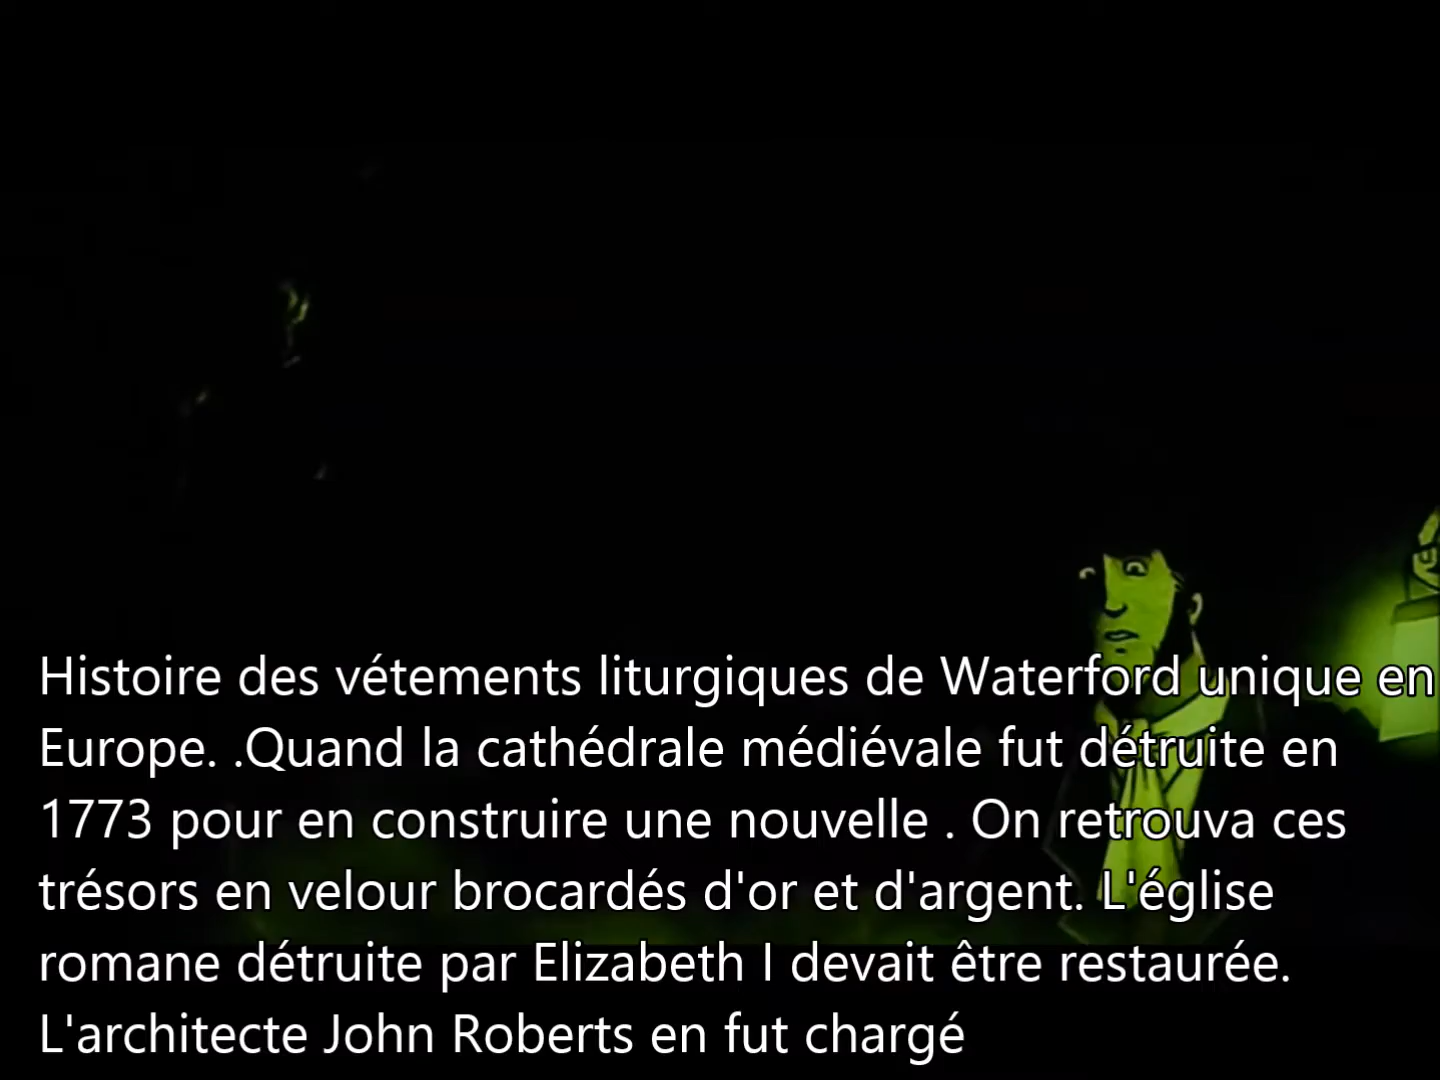 Histoire des vétements liturgiques de Waterford unique en
Europe. .Quand la cathédrale médiévale fut détruite en
1773 pour en construire une nouvelle . On retrouva ces
trésors en velour brocardés d'or et d'argent. L'église
romane détruite par Elizabeth I devait être restaurée.
L'architecte John Roberts en fut chargé